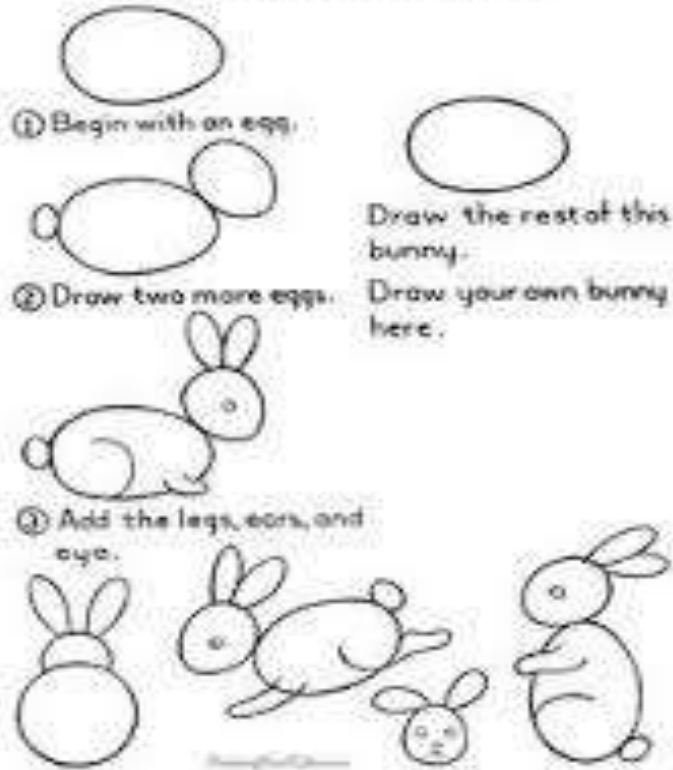 ① Begin with an egg.
② Draw two more eggs.
③ Add the legs, ears, and
eye.
Draw the rest of this
bunny.
Draw your own bunny
here.